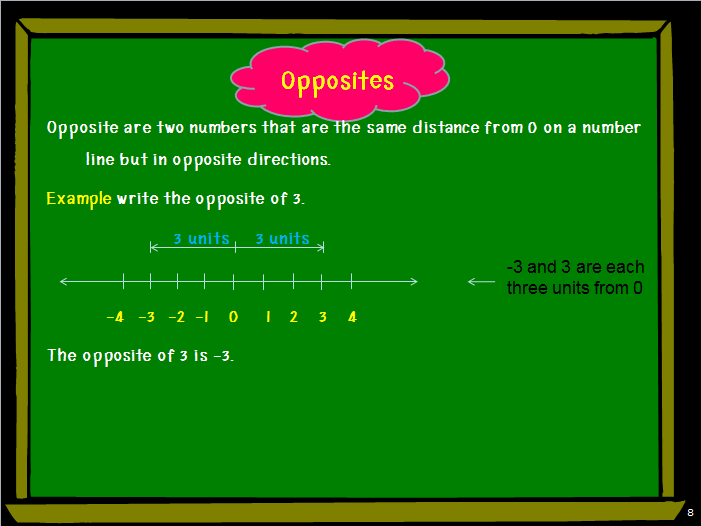 Opposites
Opposite are two numbers that are the same distance from 0 on a number
line but in opposite directions.
Example write the opposite of 3.
3 units 3 units
-3 and 3 are each
three units from 0
-4 -3 -2 -1 0 1 2 3 4
The opposite of 3 is -3.
8